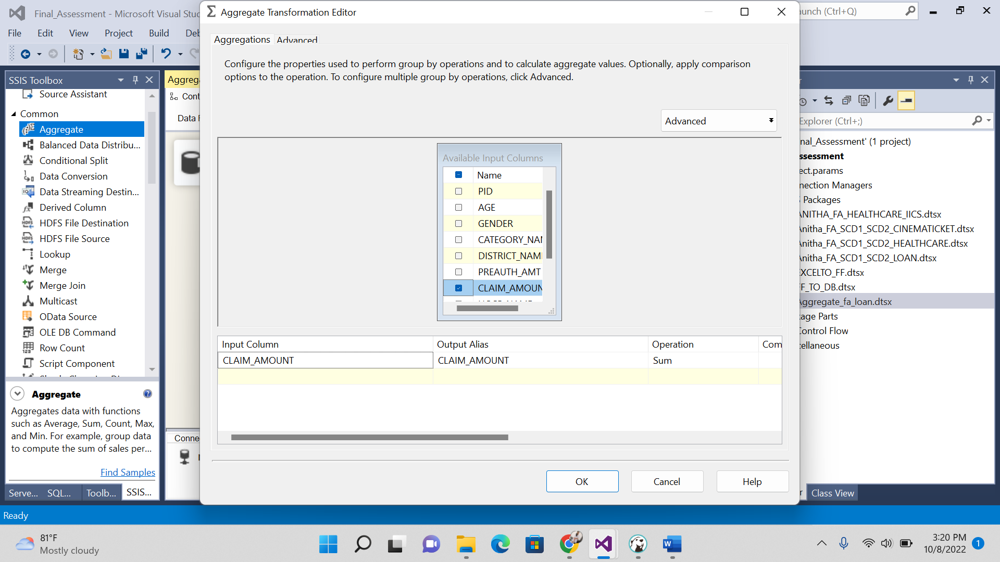 Final_Assessment - Microsoft Visual Stu
File Edit View Project Build Deb
SSIS Toolbox
Source Assistant
Common
Aggregate
Balanced Data Distribu...
Conditional Split
Data Conversion
Data Streaming Destin...
Derived Column
HDFS File Destination
HDFS File Source
Lookup
Merge
Merge Join
Multicast
OData Source
OLE DB Command
Row Count
Script Component
Aggregate
Aggregates data with functions
such as Average, Sum, Count, Max,
and Min. For example, group data
to compute the sum of sales per...
Find Samples
Serve... SQL... Toolb... SSIS...
Aggreg
Cont
Data F
Conne
Aggregate Transformation Editor
Aggregations Advanced
Configure the properties used to perform group by operations and to calculate aggregate values. Optionally, apply comparison
options to the operation. To configure multiple group by operations, click Advanced.
Advanced
Available Input Columns
Name
PID
AGE
GENDER
CATEGORY_NAM
DISTRICT_NAME
PREAUTH_AMT
CLAIM_AMOUN
Input Column Output Alias Operation Com
CLAIM_AMOUNT CLAIM_AMOUNT Sum
OK Cancel Help
aunch (Ctrl+Q)
Explorer (Ctrl+;)
nal_Assessment' (1 project)
ssessment
ect.params
nection Managers
Packages
ANITHA_FA_HEALTHCARE_IICS.dtsx
Anitha_FA_SCD1_SCD2_CINEMATICKET.dtsx
Anitha_FA_SCD1_SCD2_HEALTHCARE.dtsx
Anitha_FA_SCD1_SCD2_LOAN.dtsx
EXCELTO_FF.dtsx
FF_TO_DB.dtsx
Aggregate_fa_loan.dtsx
kage Parts
Control Flow
cellaneous
r Class View
Ready
81°F
Mostly cloudy
3:20 PM
10/8/2022
1